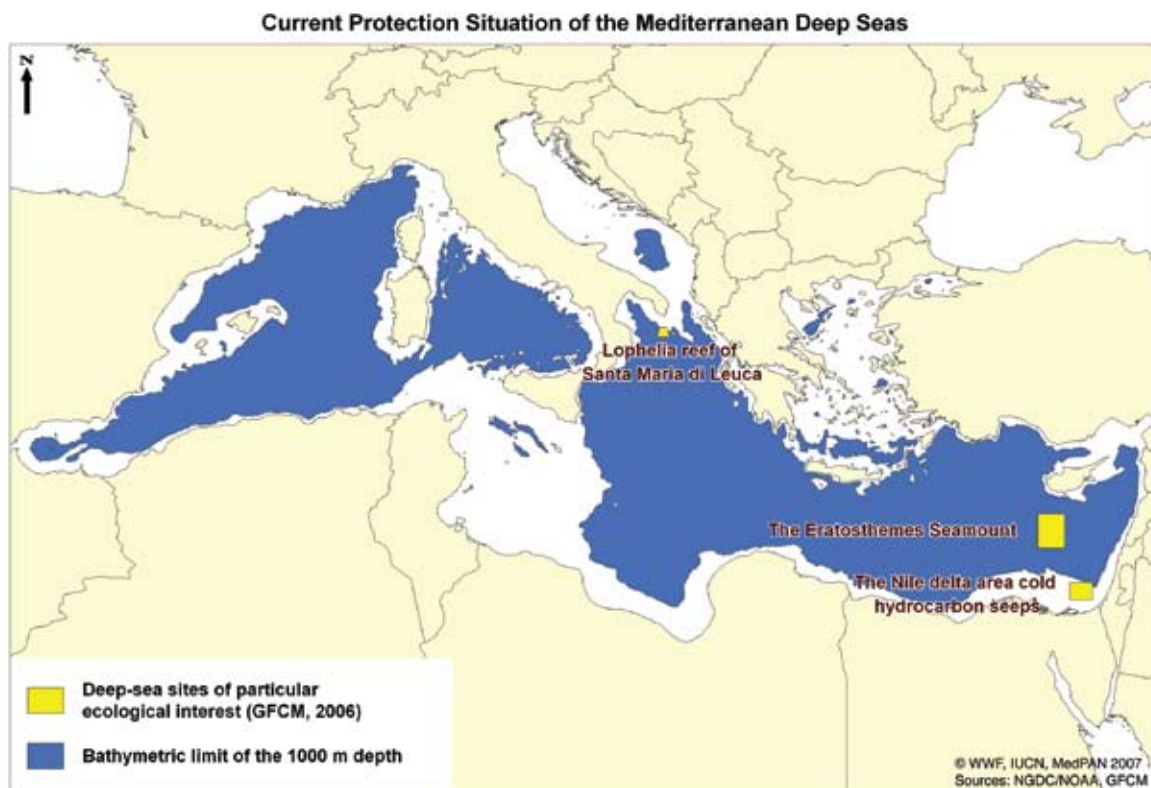 Current Protection Situation of the Mediterranean Deep Seas
N
Lophelia reef of
Santa Maria di Leuca
The Eratosthemes Seamount
The Nile delta area cold
hydrocarbon seeps
Deep-sea sites of particular
ecological interest (GFCM, 2006)
Bathymetric limit of the 1000 m depth
© WWF, IUCN, MedPAN 2007
Sources: NGDC/NOAA, GFCM